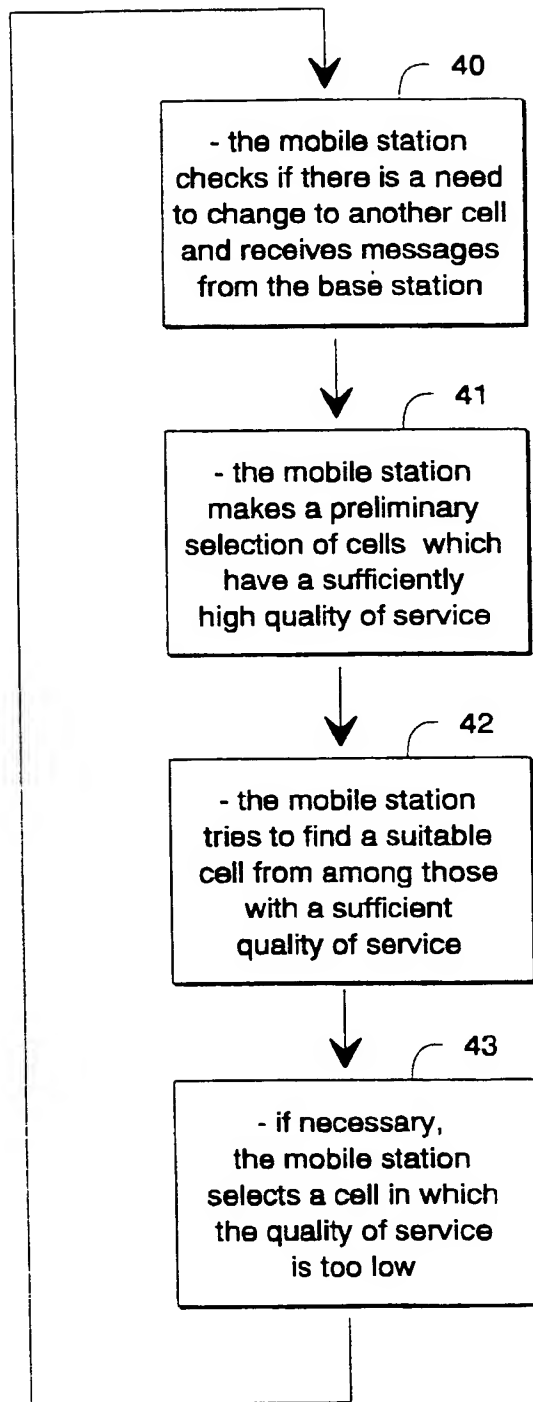 40
- the mobile station
checks if there is a need
to change to another cell
and receives messages
from the base station
41
- the mobile station
makes a preliminary
selection of cells which
have a sufficiently
high quality of service
42
- the mobile station
tries to find a suitable
cell from among those
with a sufficient
quality of service
43
- if necessary,
the mobile station
selects a cell in which
the quality of service
is too low